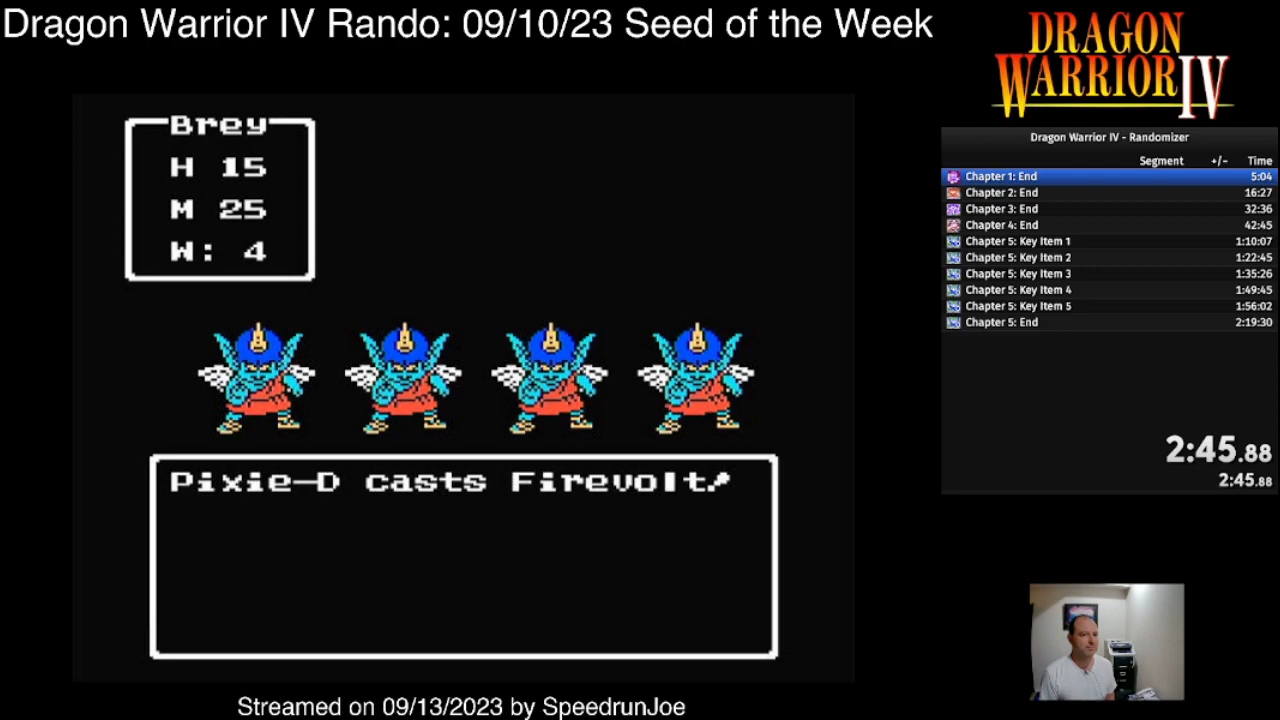 Dragon Warrior IV Rando: 09/10/23 Seed of the Week
DRAGON
WARRIOR IV
Brey
H 15
M 25
W: 4
Pixie-D casts Firevolt!
Dragon Warrior IV - Randomizer
Segment +/- Time
Chapter 1: End 5:04
Chapter 2: End 16:27
Chapter 3: End 32:36
Chapter 4: End 42:45
Chapter 5: Key Item 1 1:10:07
Chapter 5: Key Item 2 1:22:45
Chapter 5: Key Item 3 1:35:26
Chapter 5: Key Item 4 1:49:45
Chapter 5: Key Item 5 1:56:02
Chapter 5: End 2:19:30
2:45.88
2:45.88
Streamed on 09/13/2023 by SpeedrunJoe